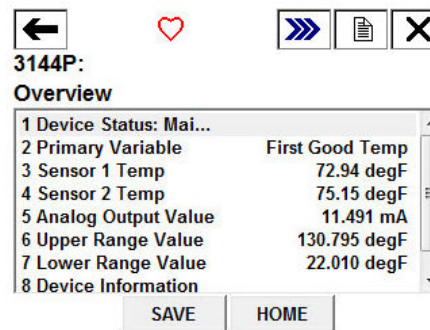 3144P:
Overview
1 Device Status: Mai...
2 Primary Variable First Good Temp
3 Sensor 1 Temp 72.94 degF
4 Sensor 2 Temp 75.15 degF
5 Analog Output Value 11.491 mA
6 Upper Range Value 130.795 degF
7 Lower Range Value 22.010 degF
8 Device Information
SAVE HOME